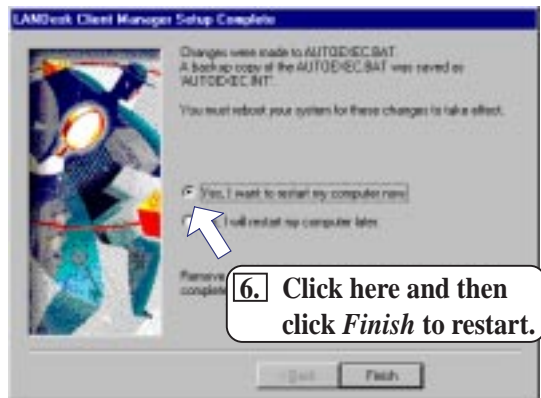 LANDesk Client Manager Setup Complete
Changes were made to AUTOEXEC.BAT.
A backup copy of the AUTOEXEC.BAT was saved as
'AUTOEXEC.INT'.
You must reboot your system for these changes to take effect.
Yes, I want to restart my computer now.
I will restart my computer later.
Remove
complete
6. Click here and then
click Finish to restart.
< Back
Finish